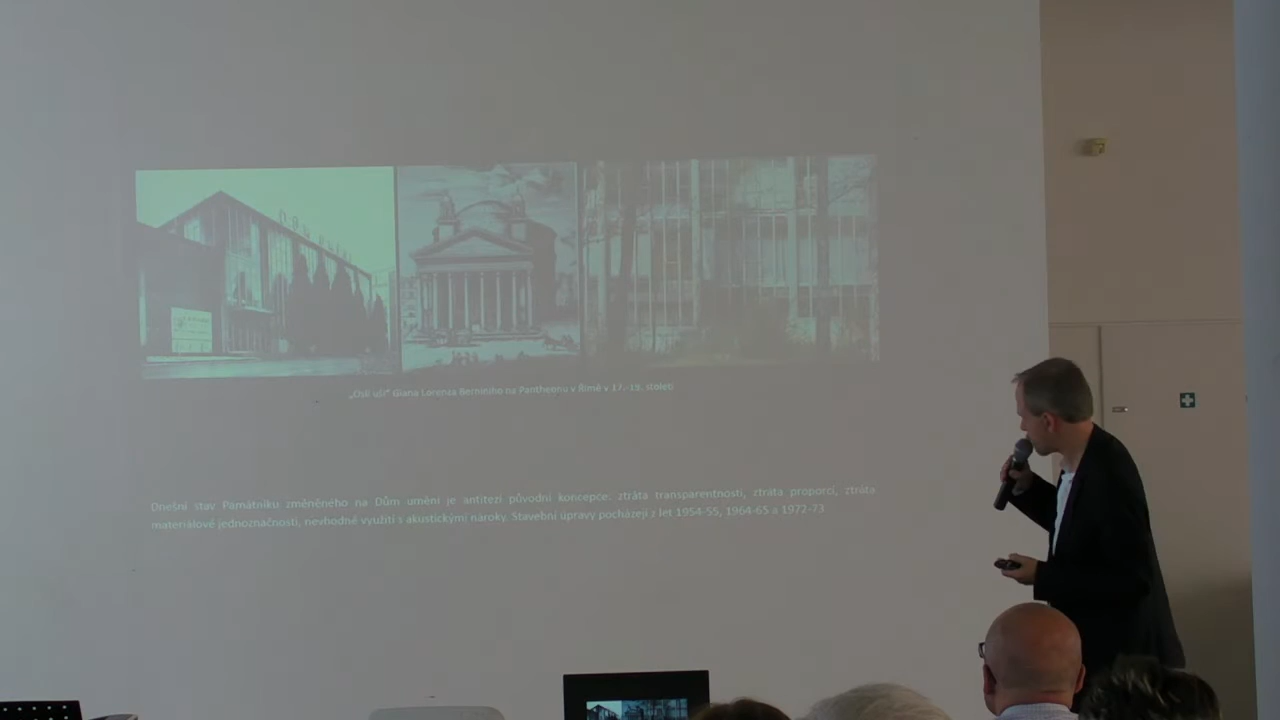 „Oslí uši“ Giana Lorenza Berniniho na Pantheonu v Římě v 17.-19. století
Dnešní stav Památníku změněného na Dům umění je antitezí původní koncepce: ztráta transparentnosti, ztráta proporcí, ztráta
materiálové jednoznačnosti, nevhodné využití s akustickými nároky. Stavební úpravy pocházejí z let 1954-55, 1964-65 a 1972-73